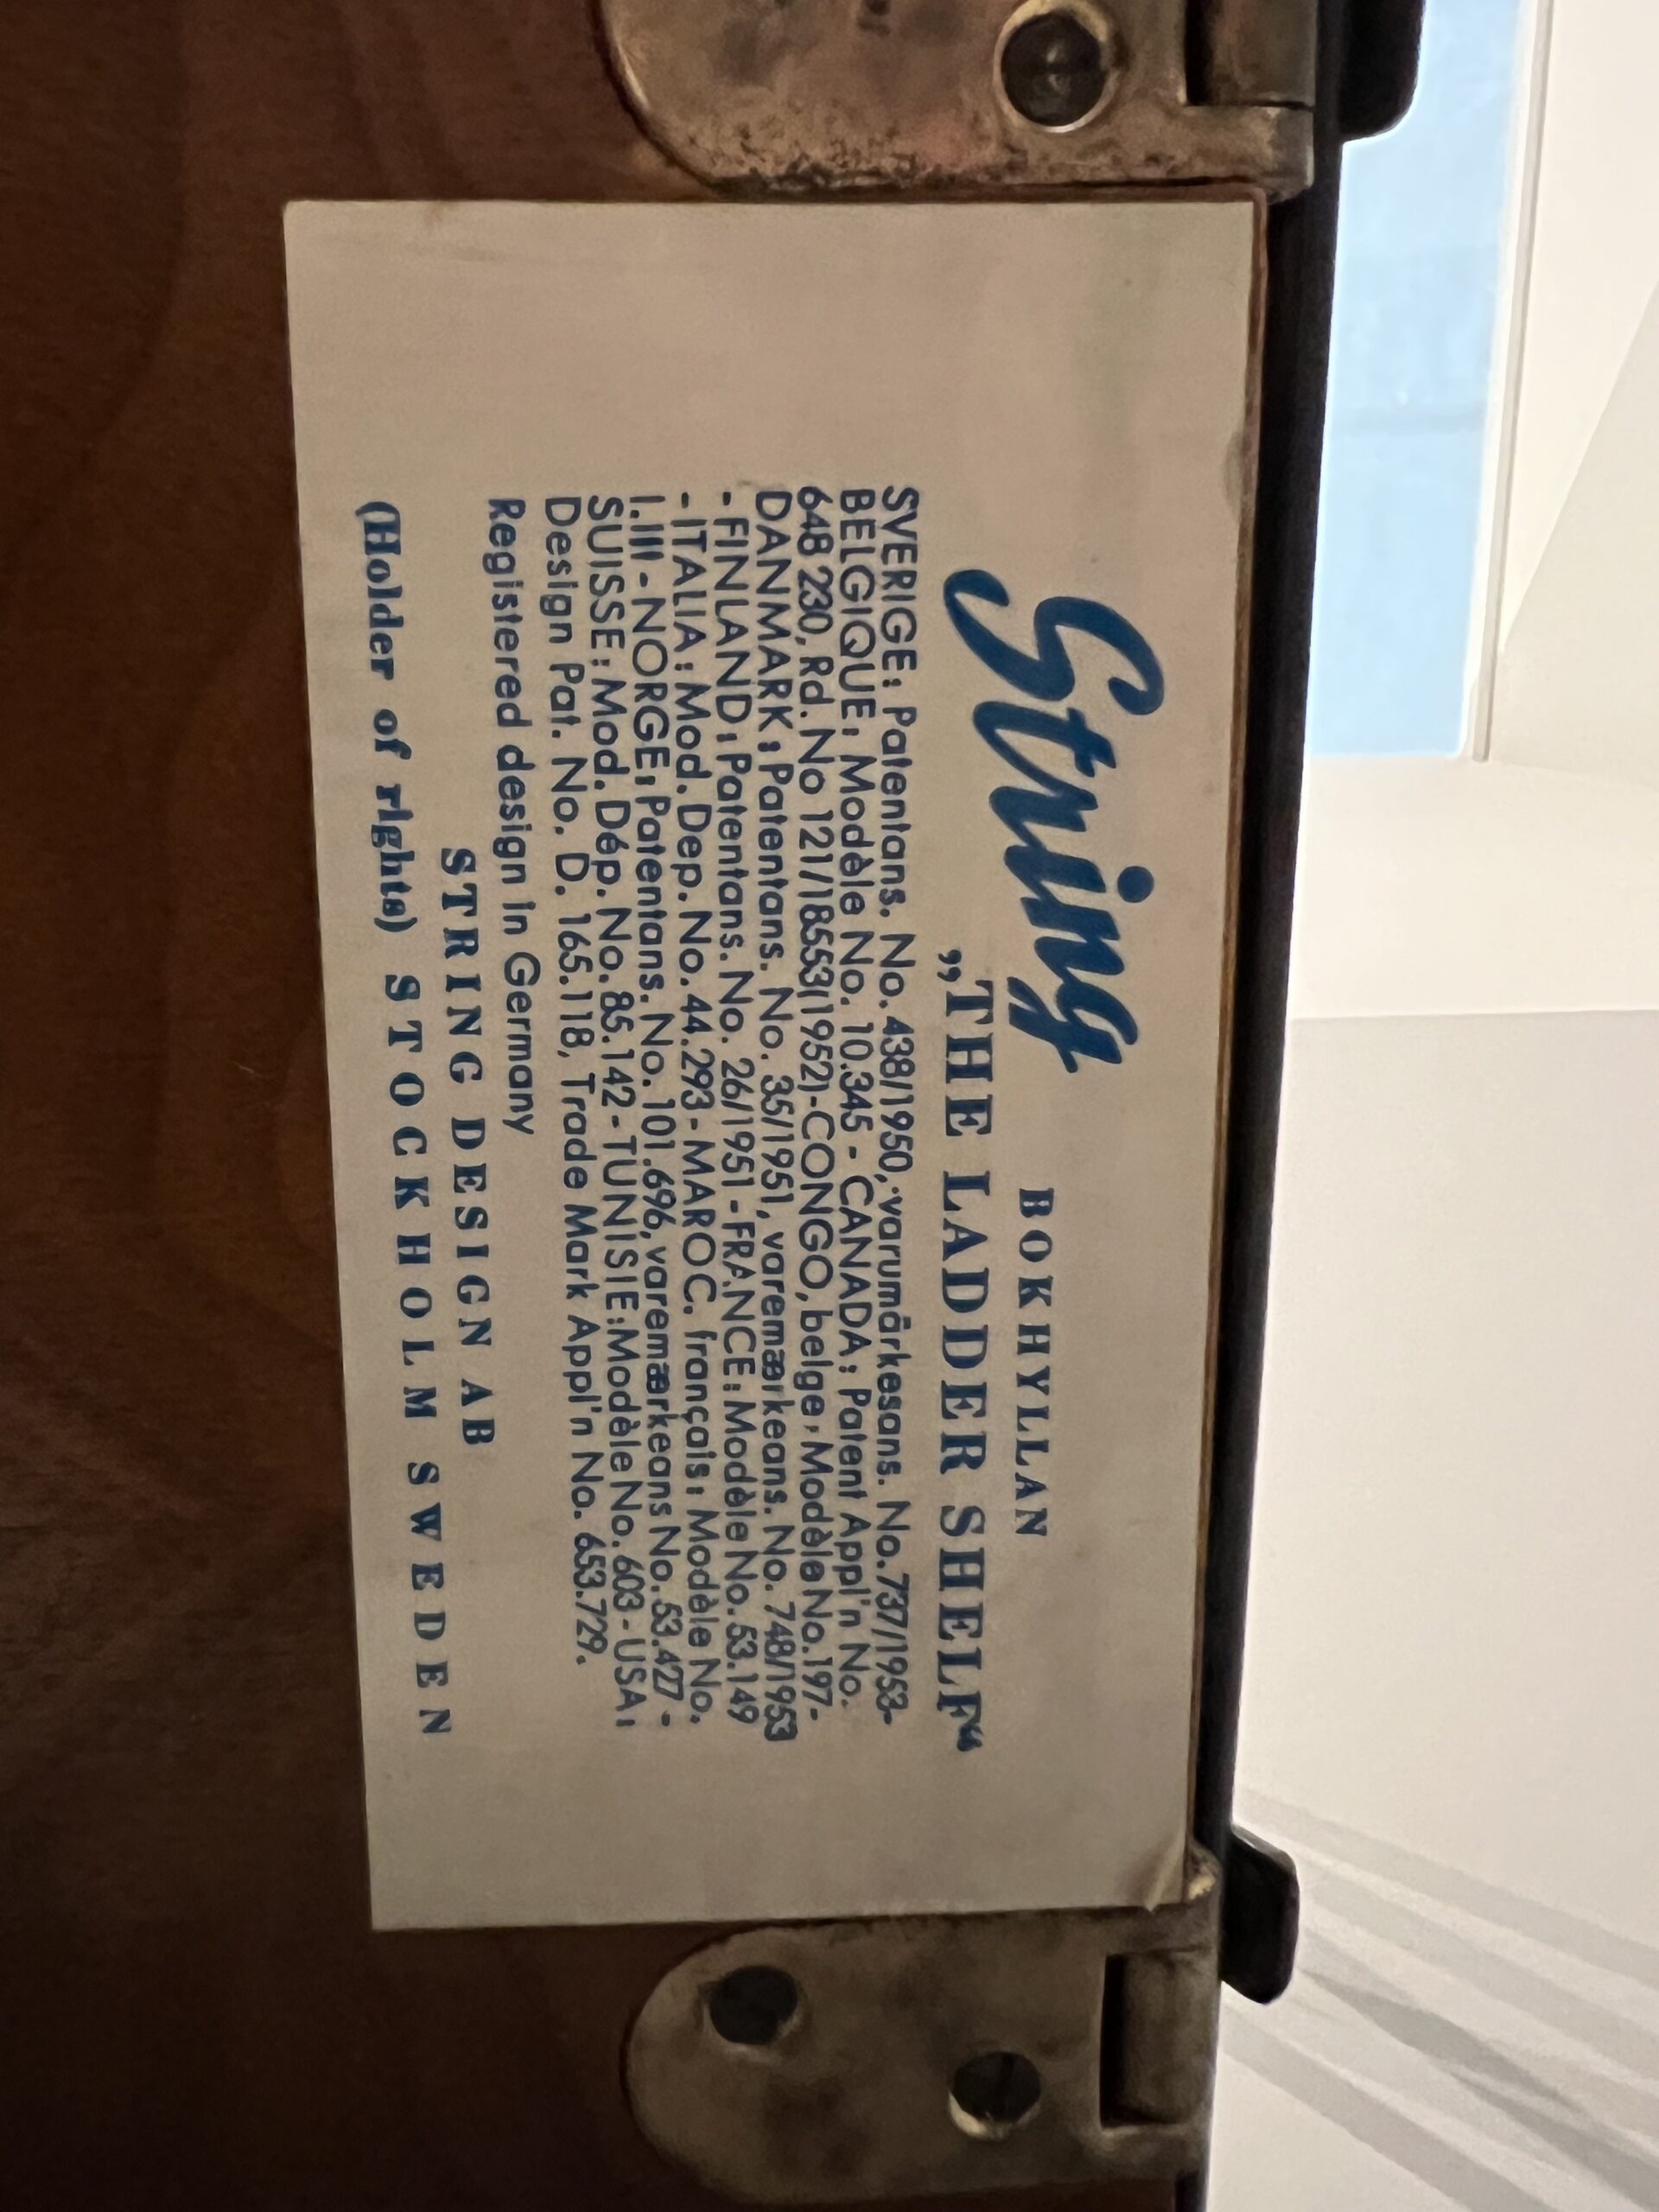 String BOKHYLLAN
„THE LADDER SHELF“
SVERIGE: Patentans. No. 438/1950, varumärkesans. No. 737/1953-
BELGIQUE: Modèle No. 10.345 - CANADA: Patent Appl'n No.
648 230, Rd. No 121/18553(1952)-CONGO, belge: Modèle No. 197-
DANMARK: Patentans. No. 35/1951, varemærkeans. No. 748/1953
- FINLAND: Patentans. No. 26/1951 - FRANCE: Modèle No. 53.149
- ITALIA: Mod. Dep. No. 44.293 - MAROC. français: Modèle No.
I.III - NORGE: Patentans. No. 101.696, varemærkeans No. 53.427 -
SUISSE: Mod. Dép. No. 85.142 - TUNISIE: Modèle No. 603 - USA:
Design Pat. No. D. 165.118, Trade Mark Appl'n No. 653.729.
Registered design in Germany
STRING DESIGN AB
(Holder of rights) STOCKHOLM SWEDEN